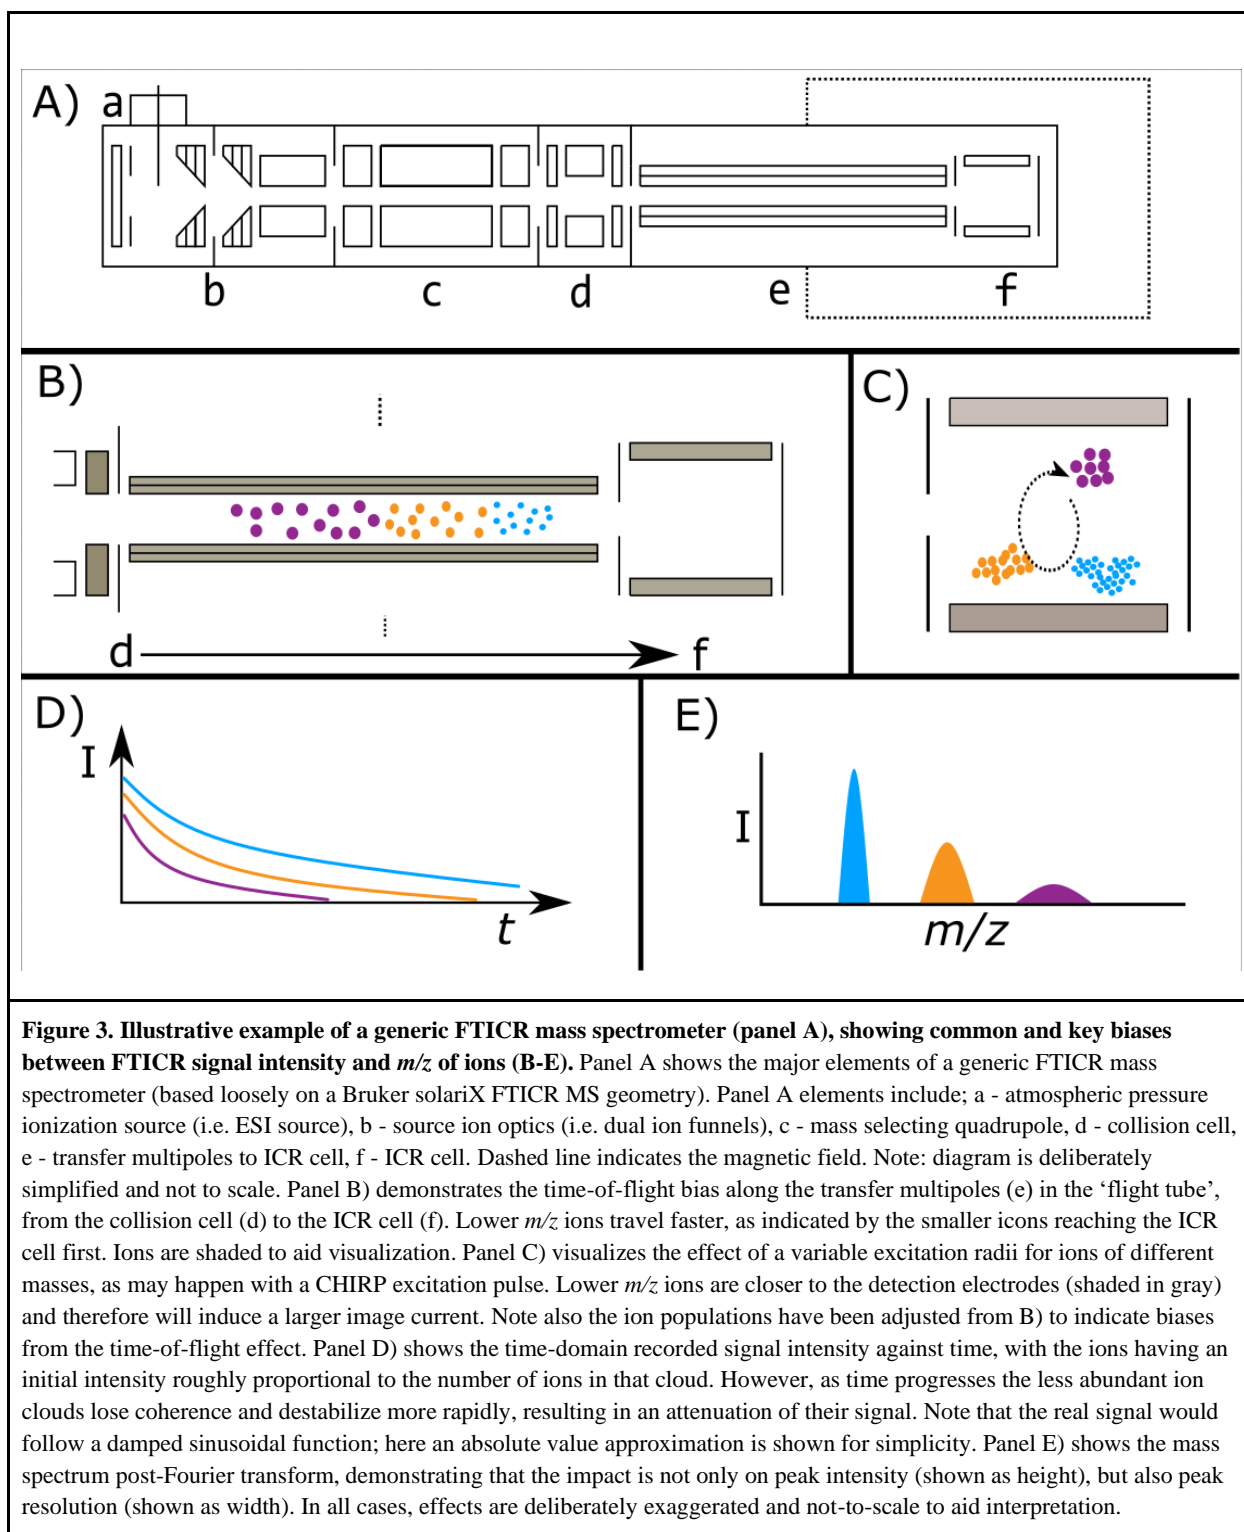 A)
a
b
c
d
e
f
B)
d
f
C)
D)
I
t
E)
I
m/z
Figure 3. Illustrative example of a generic FTICR mass spectrometer (panel A), showing common and key biases
between FTICR signal intensity and m/z of ions (B-E). Panel A shows the major elements of a generic FTICR mass
spectrometer (based loosely on a Bruker solariX FTICR MS geometry). Panel A elements include; a - atmospheric pressure
ionization source (i.e. ESI source), b - source ion optics (i.e. dual ion funnels), c - mass selecting quadrupole, d - collision cell,
e - transfer multipoles to ICR cell, f - ICR cell. Dashed line indicates the magnetic field. Note: diagram is deliberately
simplified and not to scale. Panel B) demonstrates the time-of-flight bias along the transfer multipoles (e) in the ‘flight tube’,
from the collision cell (d) to the ICR cell (f). Lower m/z ions travel faster, as indicated by the smaller icons reaching the ICR
cell first. Ions are shaded to aid visualization. Panel C) visualizes the effect of a variable excitation radii for ions of different
masses, as may happen with a CHIRP excitation pulse. Lower m/z ions are closer to the detection electrodes (shaded in gray)
and therefore will induce a larger image current. Note also the ion populations have been adjusted from B) to indicate biases
from the time-of-flight effect. Panel D) shows the time-domain recorded signal intensity against time, with the ions having an
initial intensity roughly proportional to the number of ions in that cloud. However, as time progresses the less abundant ion
clouds lose coherence and destabilize more rapidly, resulting in an attenuation of their signal. Note that the real signal would
follow a damped sinusoidal function; here an absolute value approximation is shown for simplicity. Panel E) shows the mass
spectrum post-Fourier transform, demonstrating that the impact is not only on peak intensity (shown as height), but also peak
resolution (shown as width). In all cases, effects are deliberately exaggerated and not-to-scale to aid interpretation.